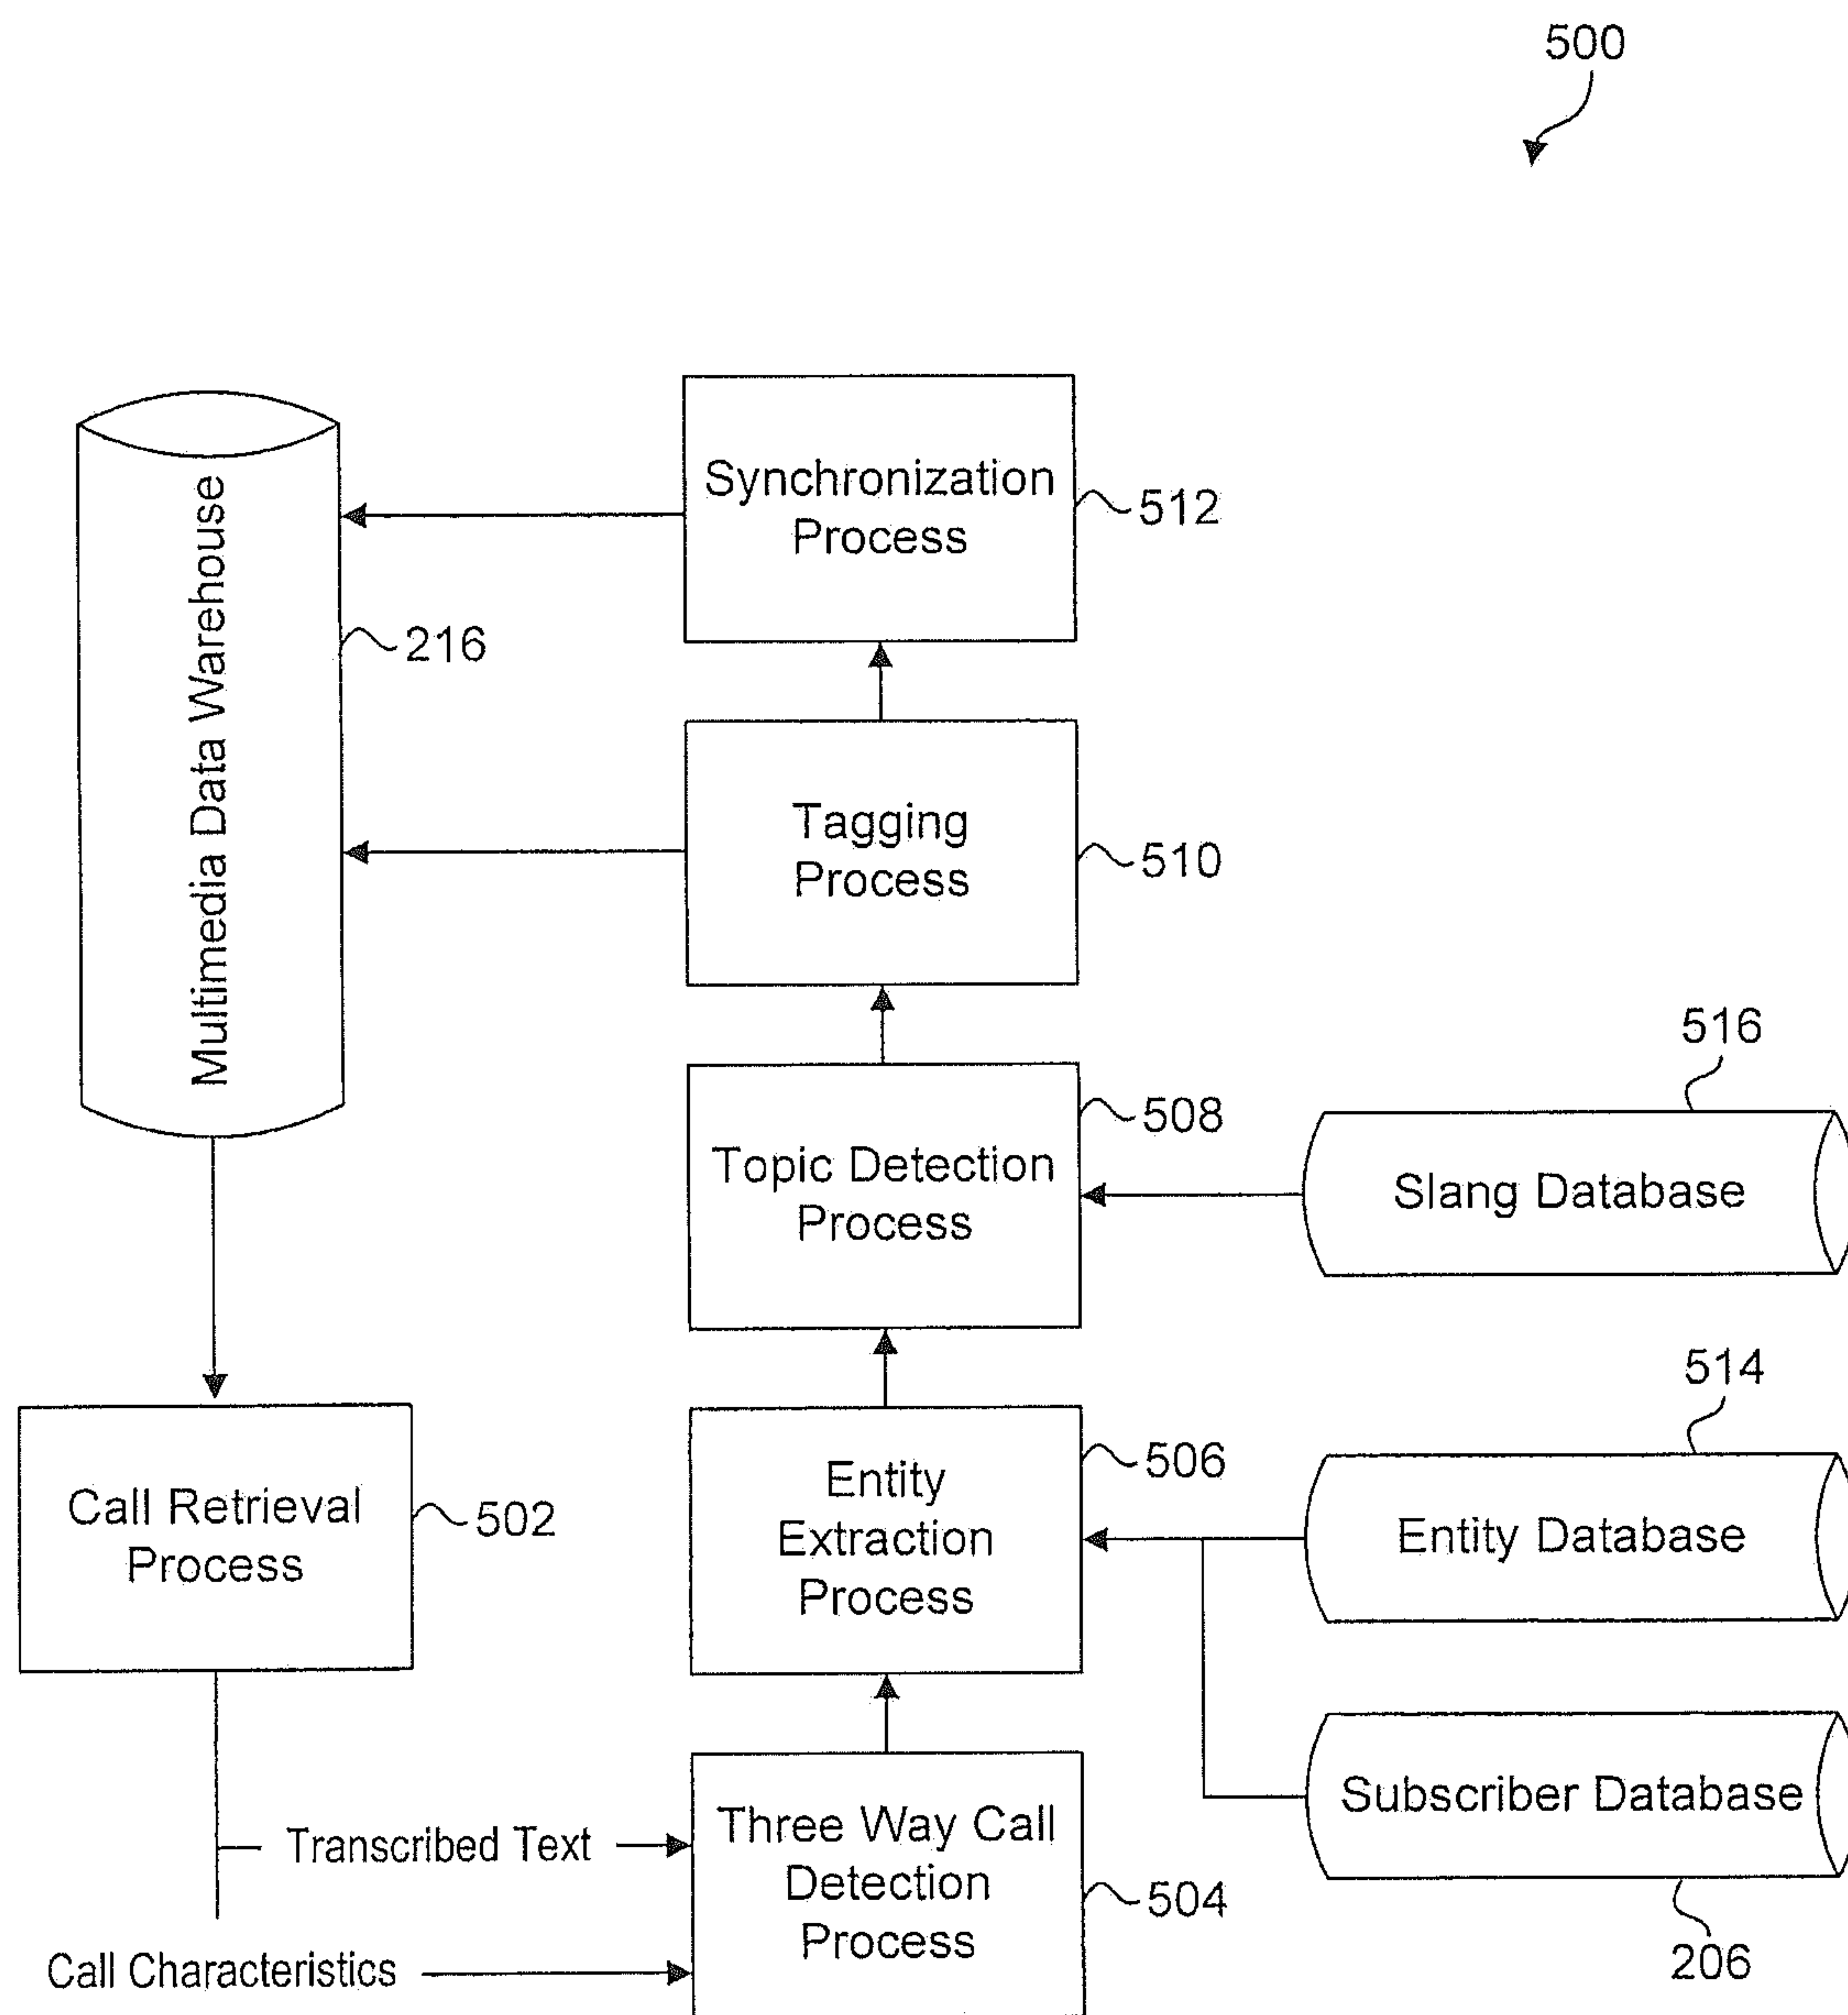 500
Synchronization
Process
512
Multimedia Data Warehouse
216
Tagging
Process
510
516
508
Topic Detection
Process
Slang Database
514
506
Entity
Extraction
Process
Call Retrieval
Process
502
Entity Database
Three Way Call
Detection
Process
Subscriber Database
Transcribed Text
504
Call Characteristics
206